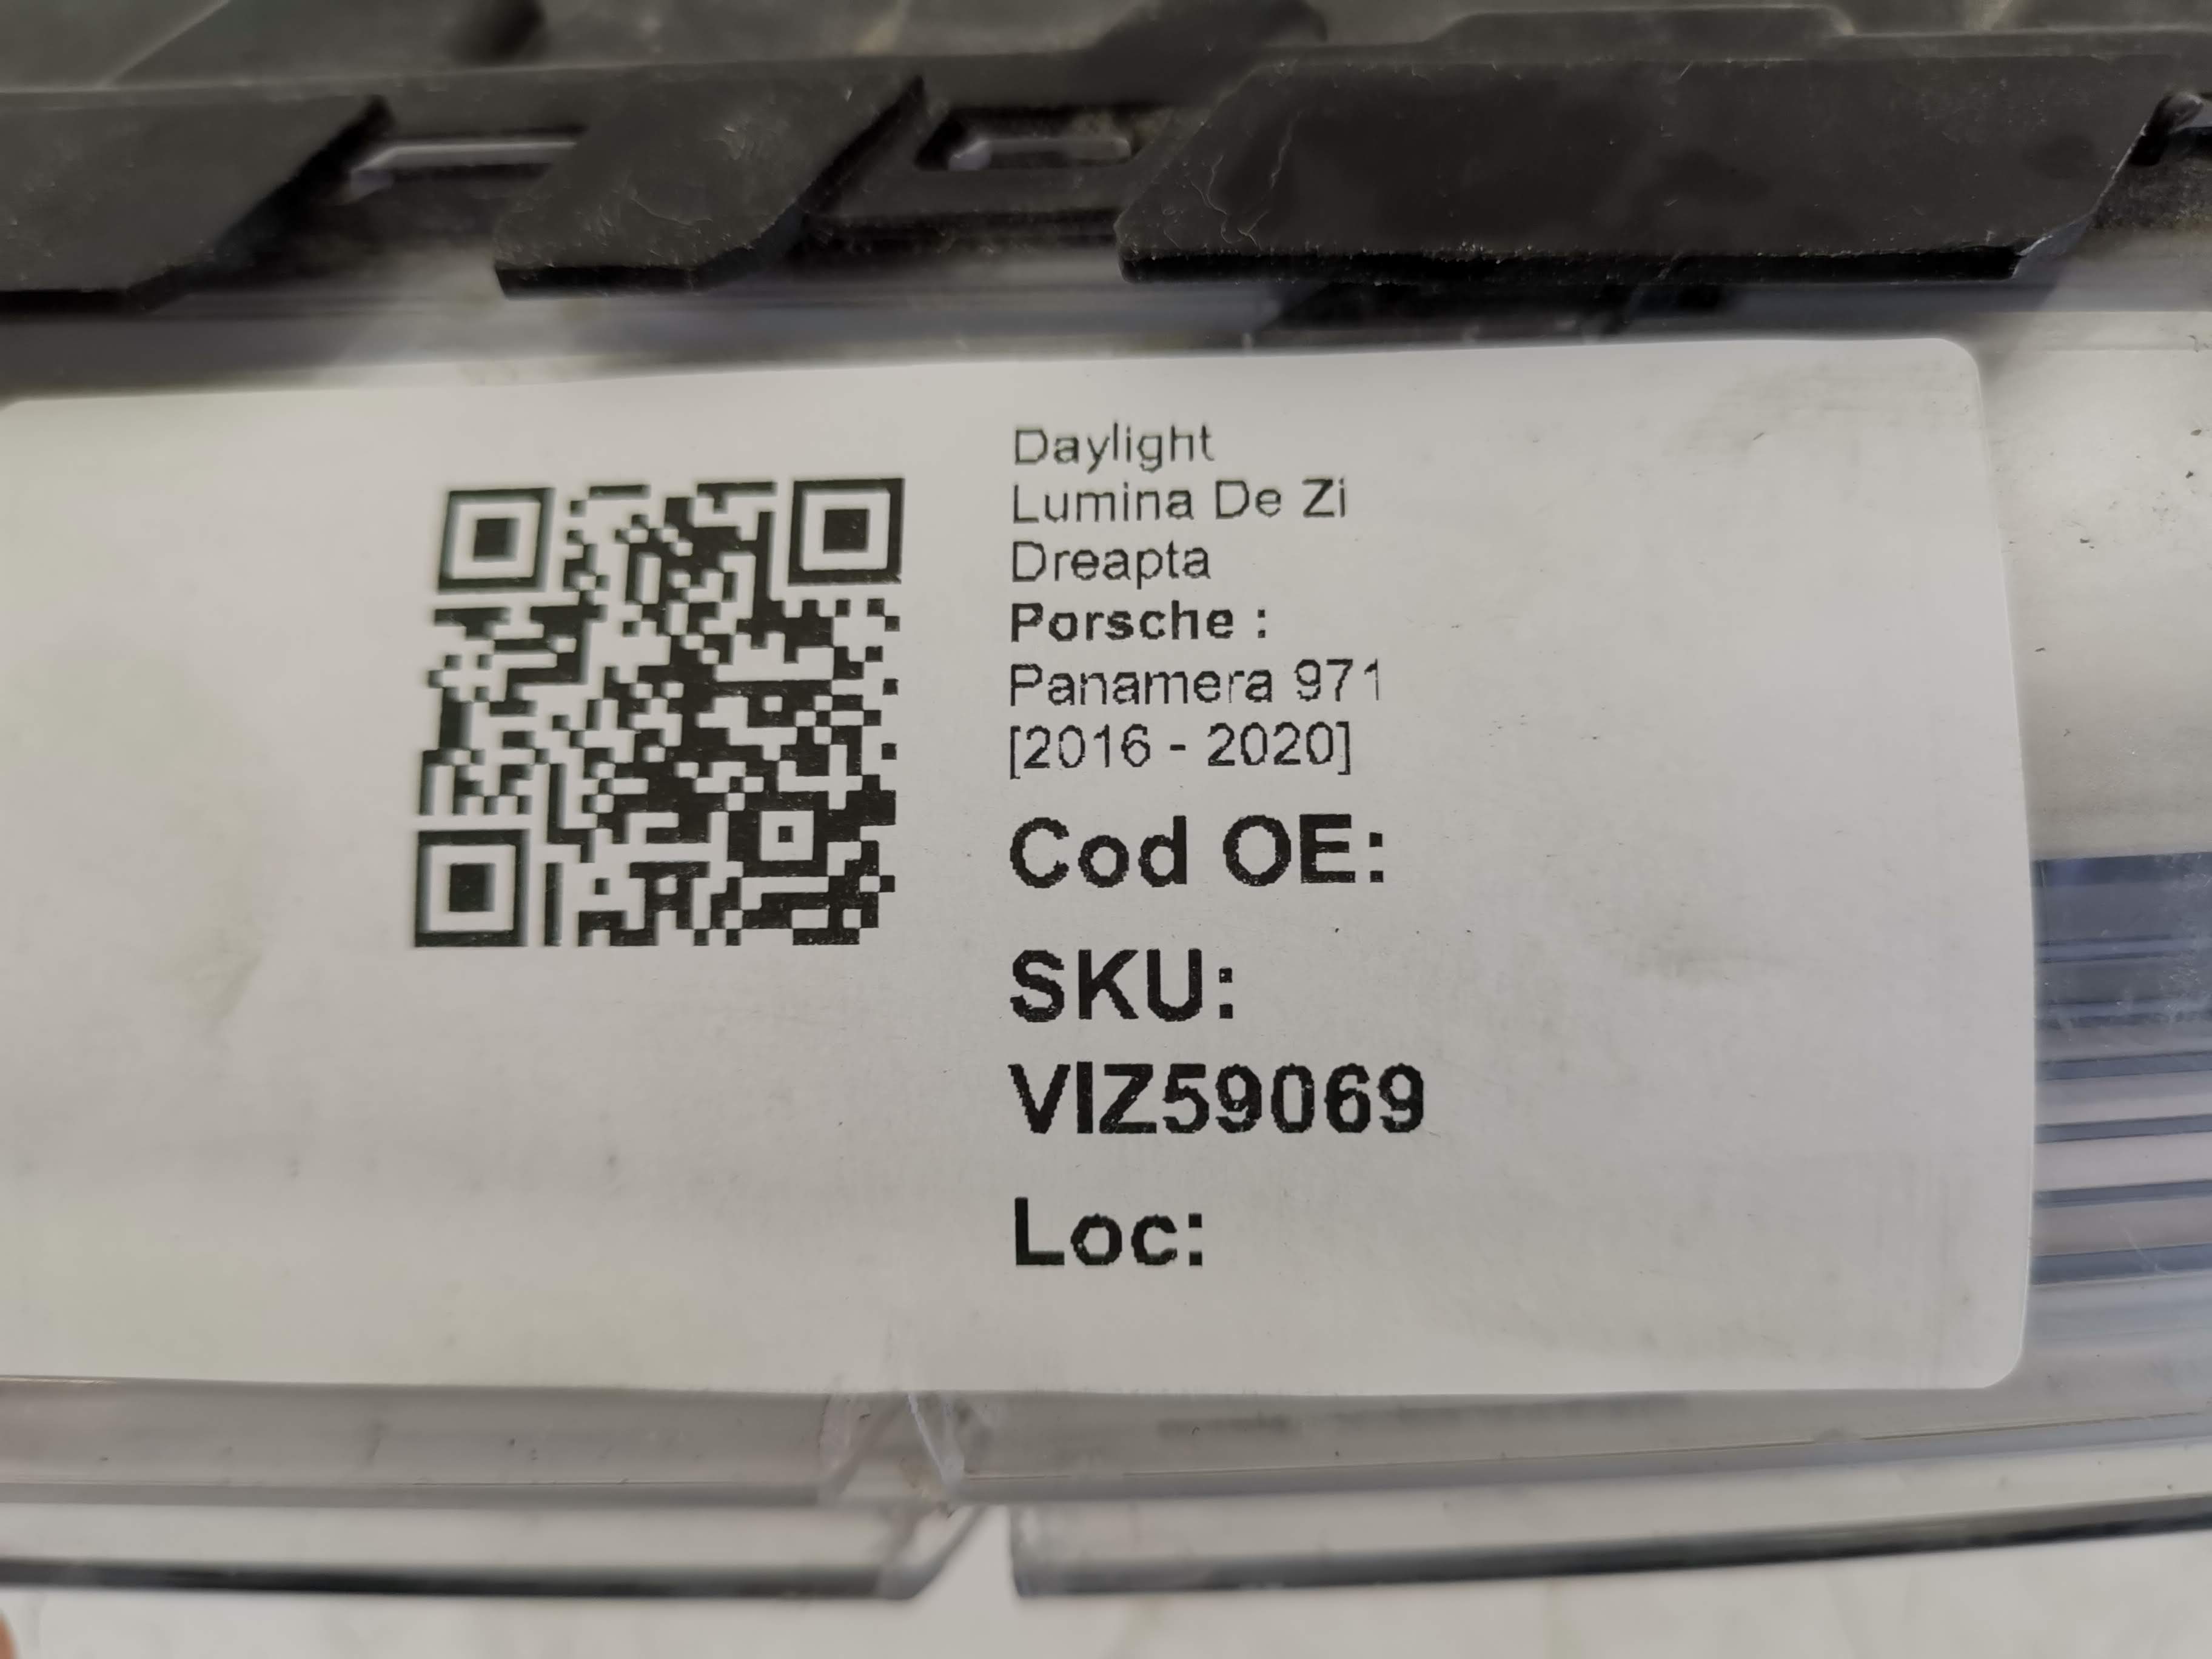 Daylight
Lumina De Zi
Dreapta
Porsche :
Panamera 971
[2016 - 2020]
Cod OE:
SKU:
VIZ59069
Loc: